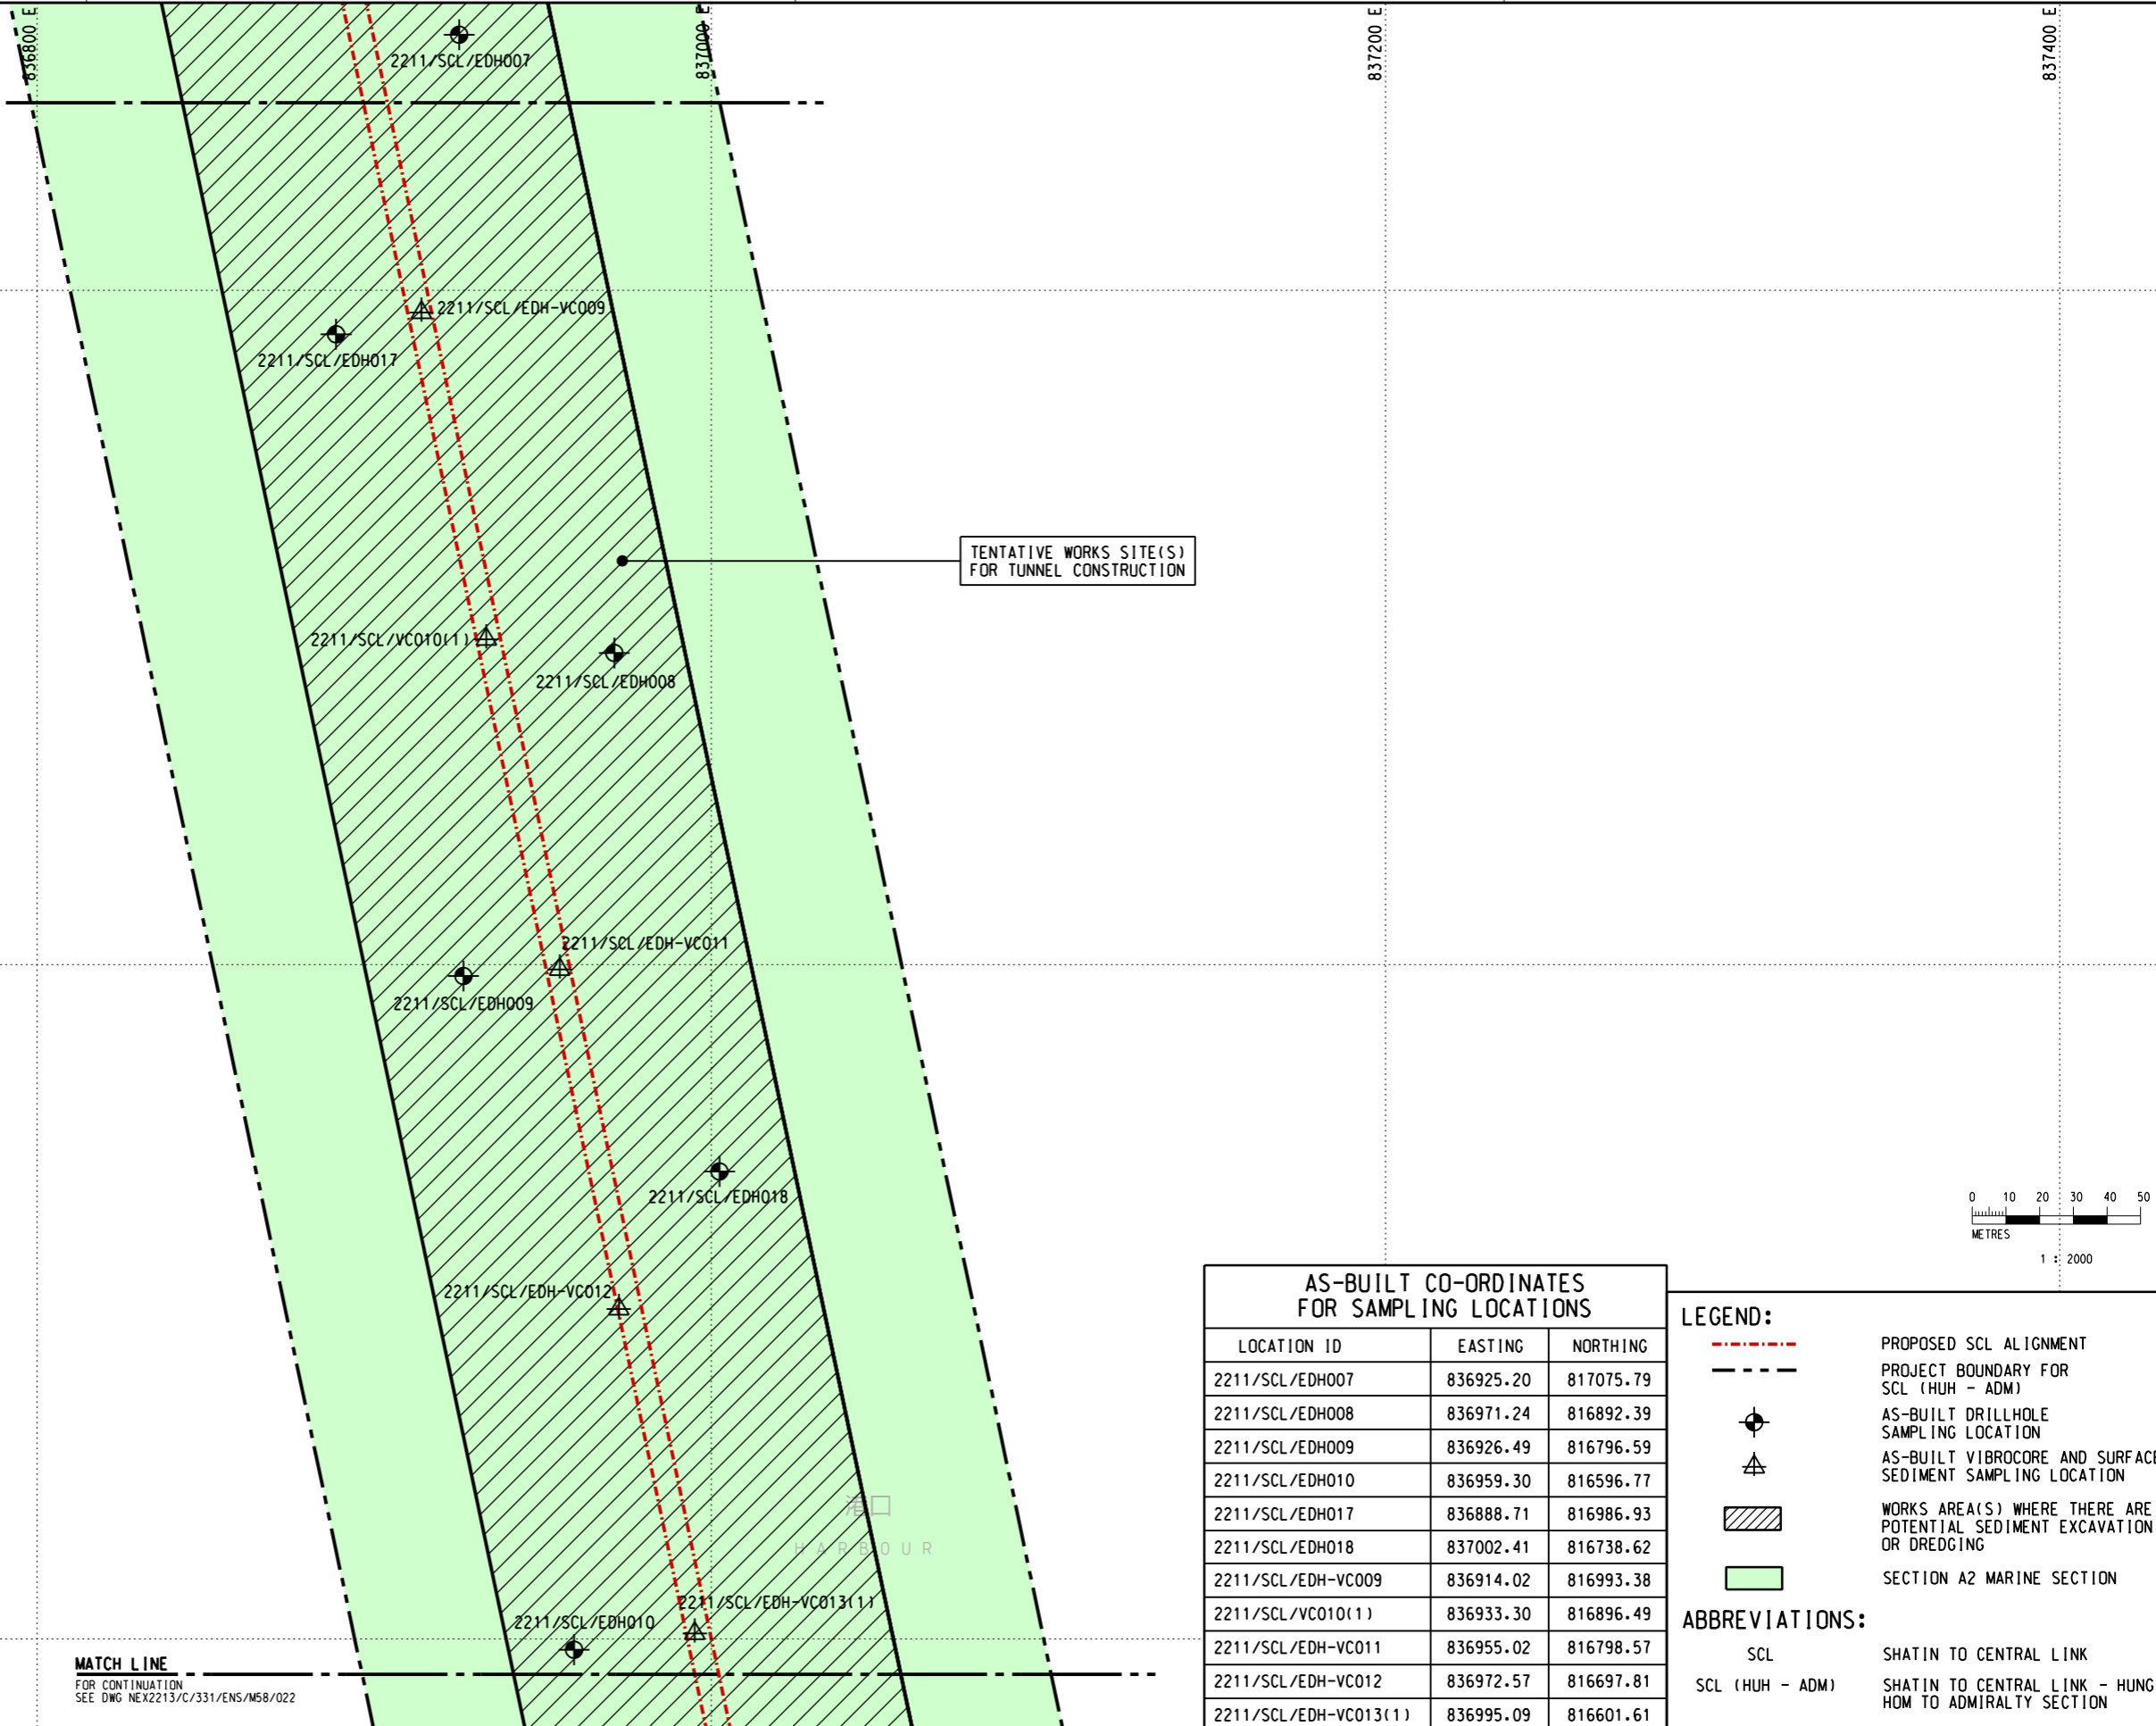 836800 E
837000 E
837200 E
837400 E
2211/SCL/EDH007
2211/SCL/EDH-VC009
2211/SCL/EDH017
TENTATIVE WORKS SITE(S)
FOR TUNNEL CONSTRUCTION
2211/SCL/VC010(1)
2211/SCL/EDH008
2211/SCL/EDH-VC011
2211/SCL/EDH009
2211/SCL/EDH018
2211/SCL/EDH-VC012
港口
HARBOUR
2211/SCL/EDH-VC013(1)
2211/SCL/EDH010
MATCH LINE
FOR CONTINUATION
SEE DWG NEX2213/C/331/ENS/M58/022
0 10 20 30 40 50
METRES
1 : 2000
AS-BUILT CO-ORDINATES
FOR SAMPLING LOCATIONS
LOCATION ID EASTING NORTHING
2211/SCL/EDH007 836925.20 817075.79
2211/SCL/EDH008 836971.24 816892.39
2211/SCL/EDH009 836926.49 816796.59
2211/SCL/EDH010 836959.30 816596.77
2211/SCL/EDH017 836888.71 816986.93
2211/SCL/EDH018 837002.41 816738.62
2211/SCL/EDH-VC009 836914.02 816993.38
2211/SCL/VC010(1) 836933.30 816896.49
2211/SCL/EDH-VC011 836955.02 816798.57
2211/SCL/EDH-VC012 836972.57 816697.81
2211/SCL/EDH-VC013(1) 836995.09 816601.61
LEGEND:
PROPOSED SCL ALIGNMENT
PROJECT BOUNDARY FOR
SCL (HUH - ADM)
AS-BUILT DRILLHOLE
SAMPLING LOCATION
AS-BUILT VIBROCORE AND SURFACE
SEDIMENT SAMPLING LOCATION
WORKS AREA(S) WHERE THERE ARE
POTENTIAL SEDIMENT EXCAVATION
OR DREDGING
SECTION A2 MARINE SECTION
ABBREVIATIONS:
SCL SHATIN TO CENTRAL LINK
SCL (HUH - ADM) SHATIN TO CENTRAL LINK - HUNG
HOM TO ADMIRALTY SECTION